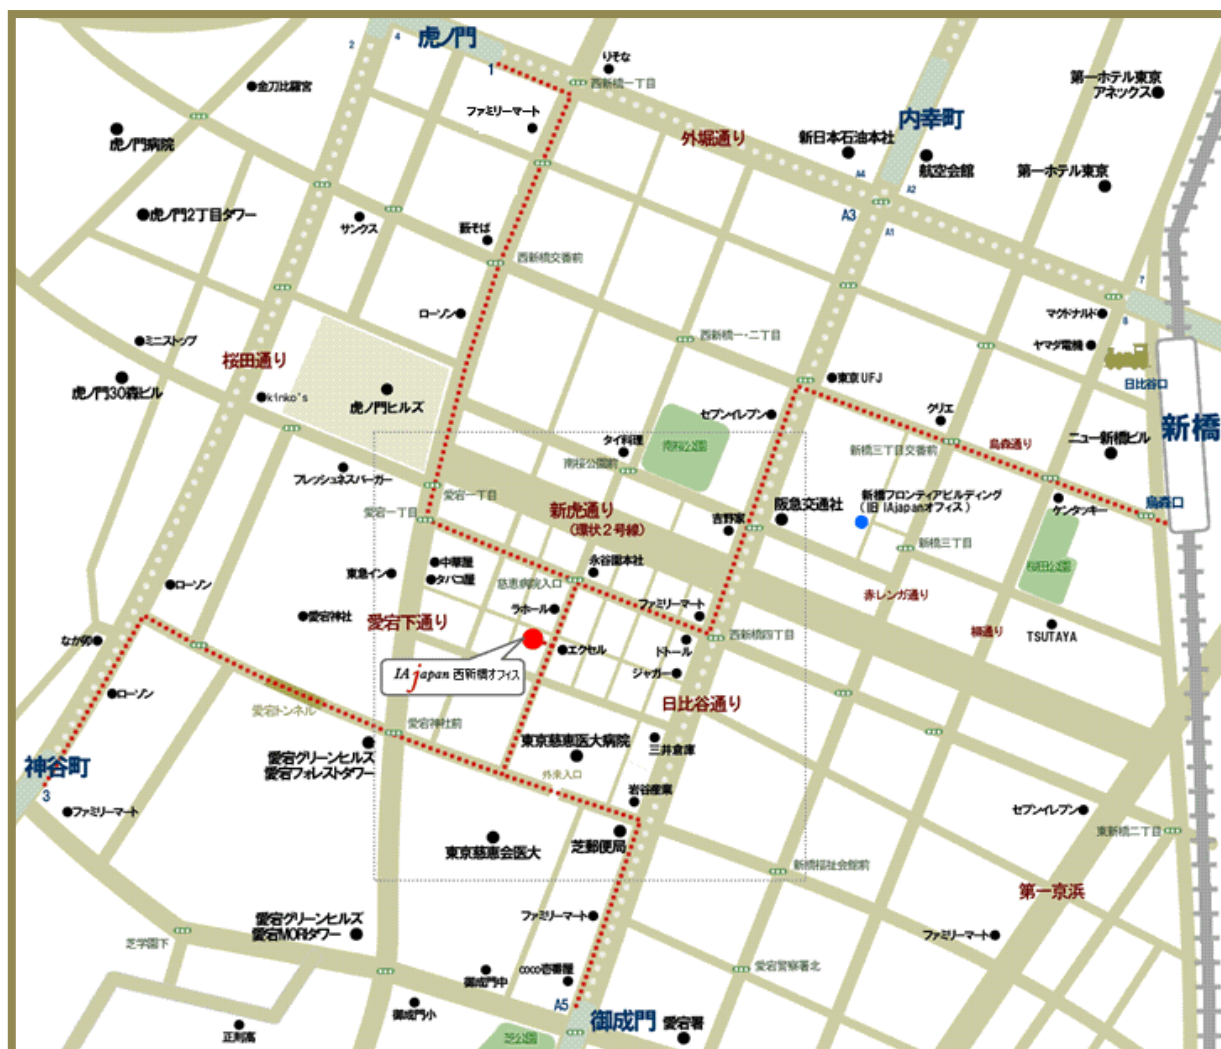 虎ノ門
2
4
1
りそな
西新橋一丁目
金刀比羅宮
ファミリーマート
第一ホテル東京
アネックス
虎ノ門病院
外堀通り
新日本石油本社
内幸町
航空会館
第一ホテル東京
A4
A2
A3
A1
虎ノ門2丁目タワー
サンクス
藪そば
西新橋交番前
7
8
ローソン
マクドナルド
西新橋一・二丁目
ヤマダ電機
ミニストップ
桜田通り
日比谷口
虎ノ門30森ビル
kinko's
虎ノ門ヒルズ
東京UFJ
セブンイレブン
クリエ
新橋
タイ料理
南桜公園
南桜公園前
新橋三丁目交番前
烏森通り
ニュー新橋ビル
フレッシュネスバーガー
愛宕一丁目
愛宕一丁目
新虎通り
(環状2号線)
吉野家
阪急交通社
新橋フロンティアビルディング
(旧 IAjapanオフィス)
ケンタッキー
烏森口
新橋三丁目
中華屋
東急イン
タバコ屋
永谷園本社
慈恵病院入口
桜田公園
ローソン
愛宕神社
愛宕下通り
ラホール
ファミリーマート
赤レンガ通り
西新橋四丁目
柳通り
TSUTAYA
なか卯
エクセル
ドトール
IAjapan 西新橋オフィス
ジャガー
ローソン
愛宕トンネル
愛宕神社前
日比谷通り
神谷町
3
愛宕グリーンヒルズ
愛宕フォレストタワー
東京慈恵医大病院
三井倉庫
外来入口
岩谷産業
ファミリーマート
セブンイレブン
東新橋二丁目
東京慈恵会医大
芝郵便局
新橋福祉会館前
第一京浜
愛宕グリーンヒルズ
愛宕MORIタワー
ファミリーマート
ファミリーマート
芝学園下
御成門中
coco壱番屋
愛宕警察署北
A5
御成門小
御成門
愛宕署
正則高
芝公園